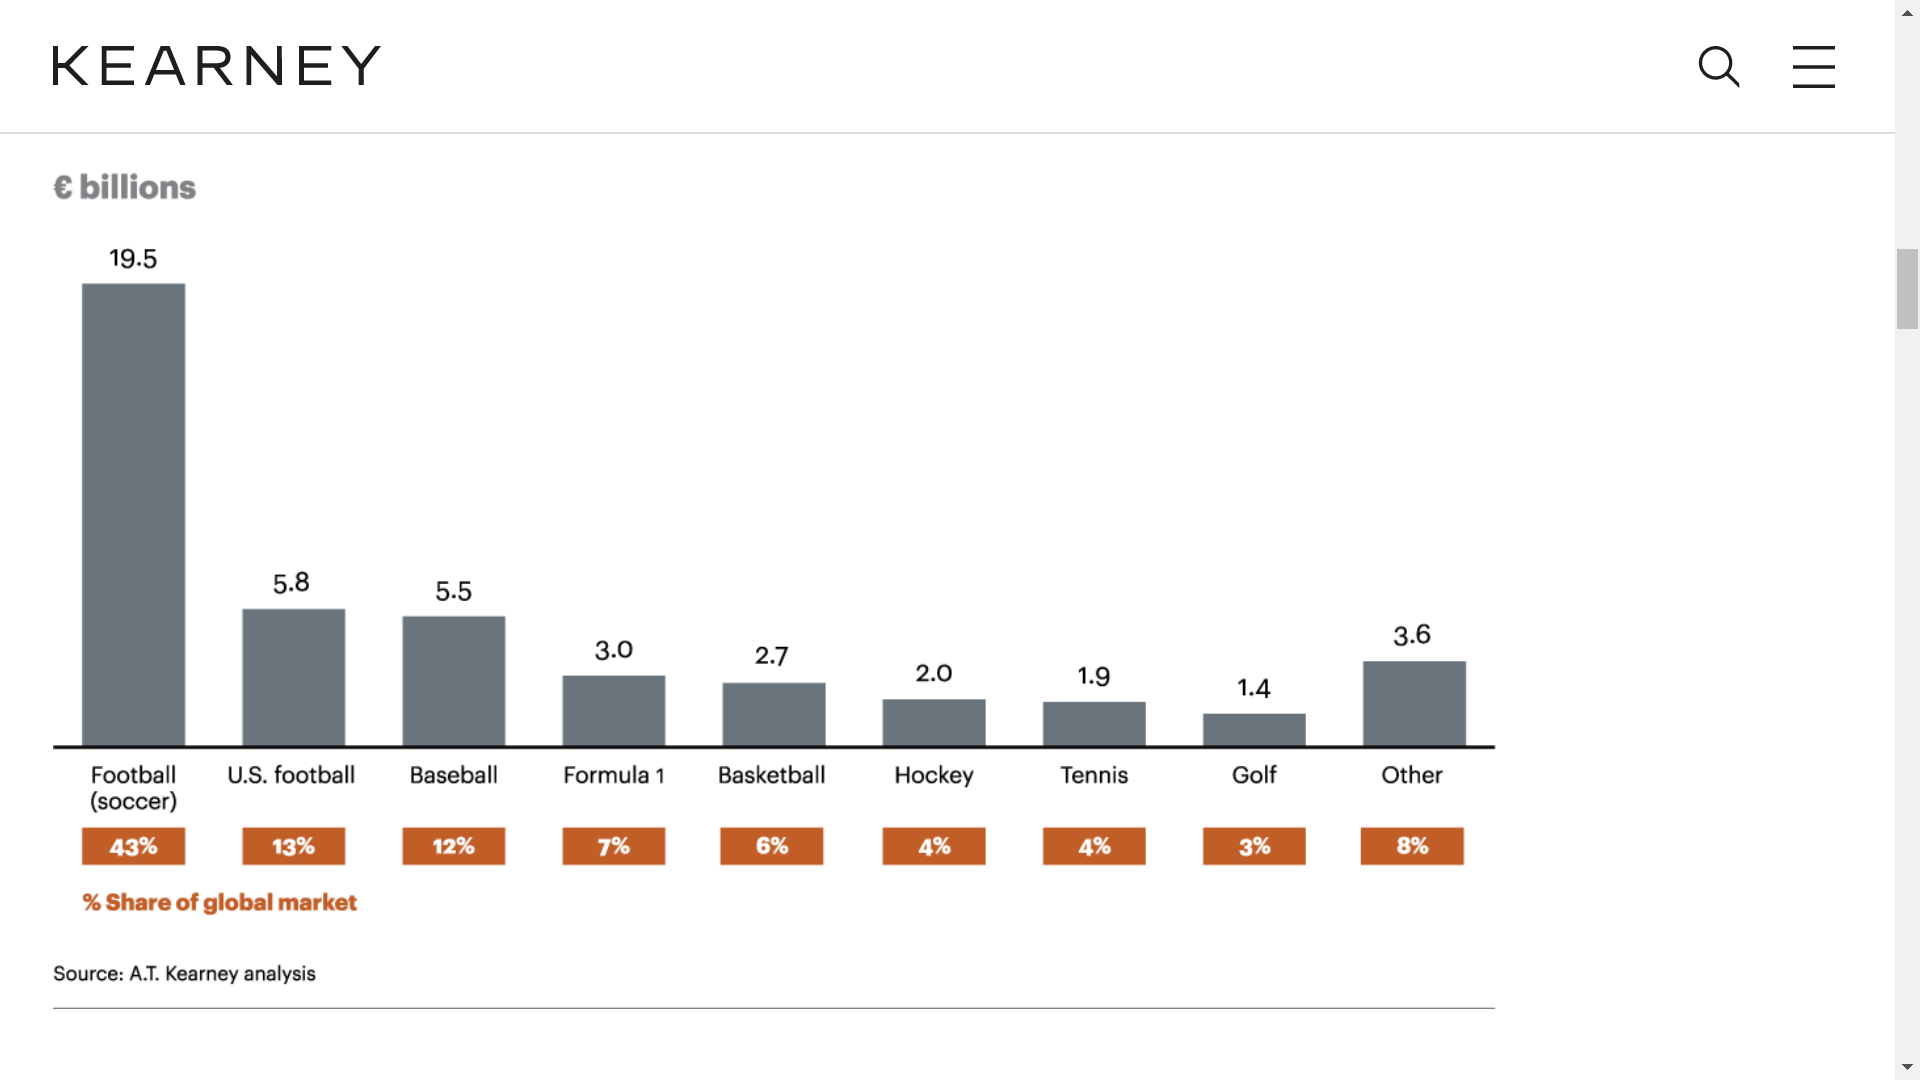 KEARNEY
€ billions
19.5
5.8
5.5
3.0
2.7
2.0
1.9
1.4
3.6
Football
(soccer)
U.S. football
Baseball
Formula 1
Basketball
Hockey
Tennis
Golf
Other
43%
13%
12%
7%
6%
4%
4%
3%
8%
% Share of global market
Source: A.T. Kearney analysis